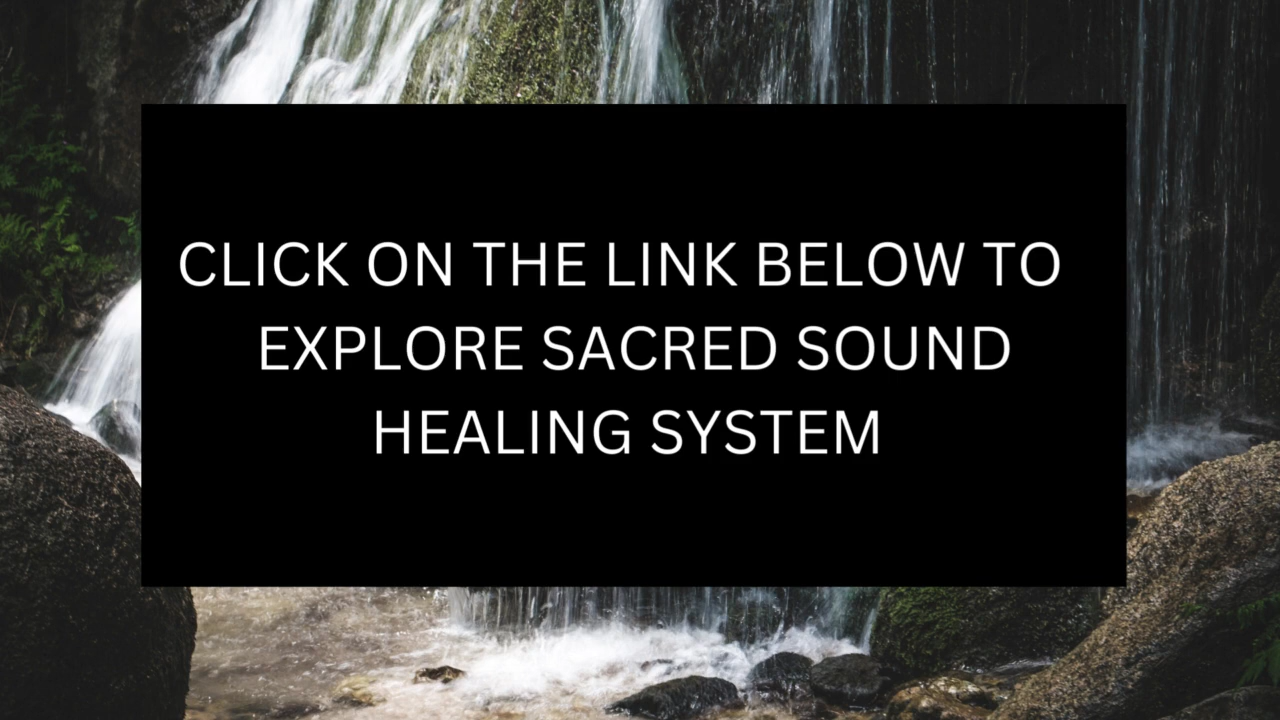 CLICK ON THE LINK BELOW TO
EXPLORE SACRED SOUND
HEALING SYSTEM